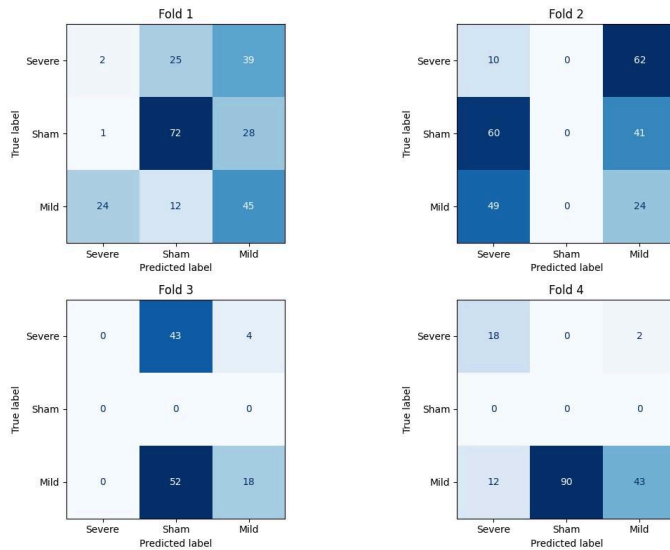 Fold 1
Severe 2 25 39
Sham 1 72 28
Mild 24 12 45
True label
Severe Sham Mild
Predicted label
Fold 2
Severe 10 0 62
Sham 60 0 41
Mild 49 0 24
True label
Severe Sham Mild
Predicted label
Fold 3
Severe 0 43 4
Sham 0 0 0
Mild 0 52 18
True label
Severe Sham Mild
Predicted label
Fold 4
Severe 18 0 2
Sham 0 0 0
Mild 12 90 43
True label
Severe Sham Mild
Predicted label